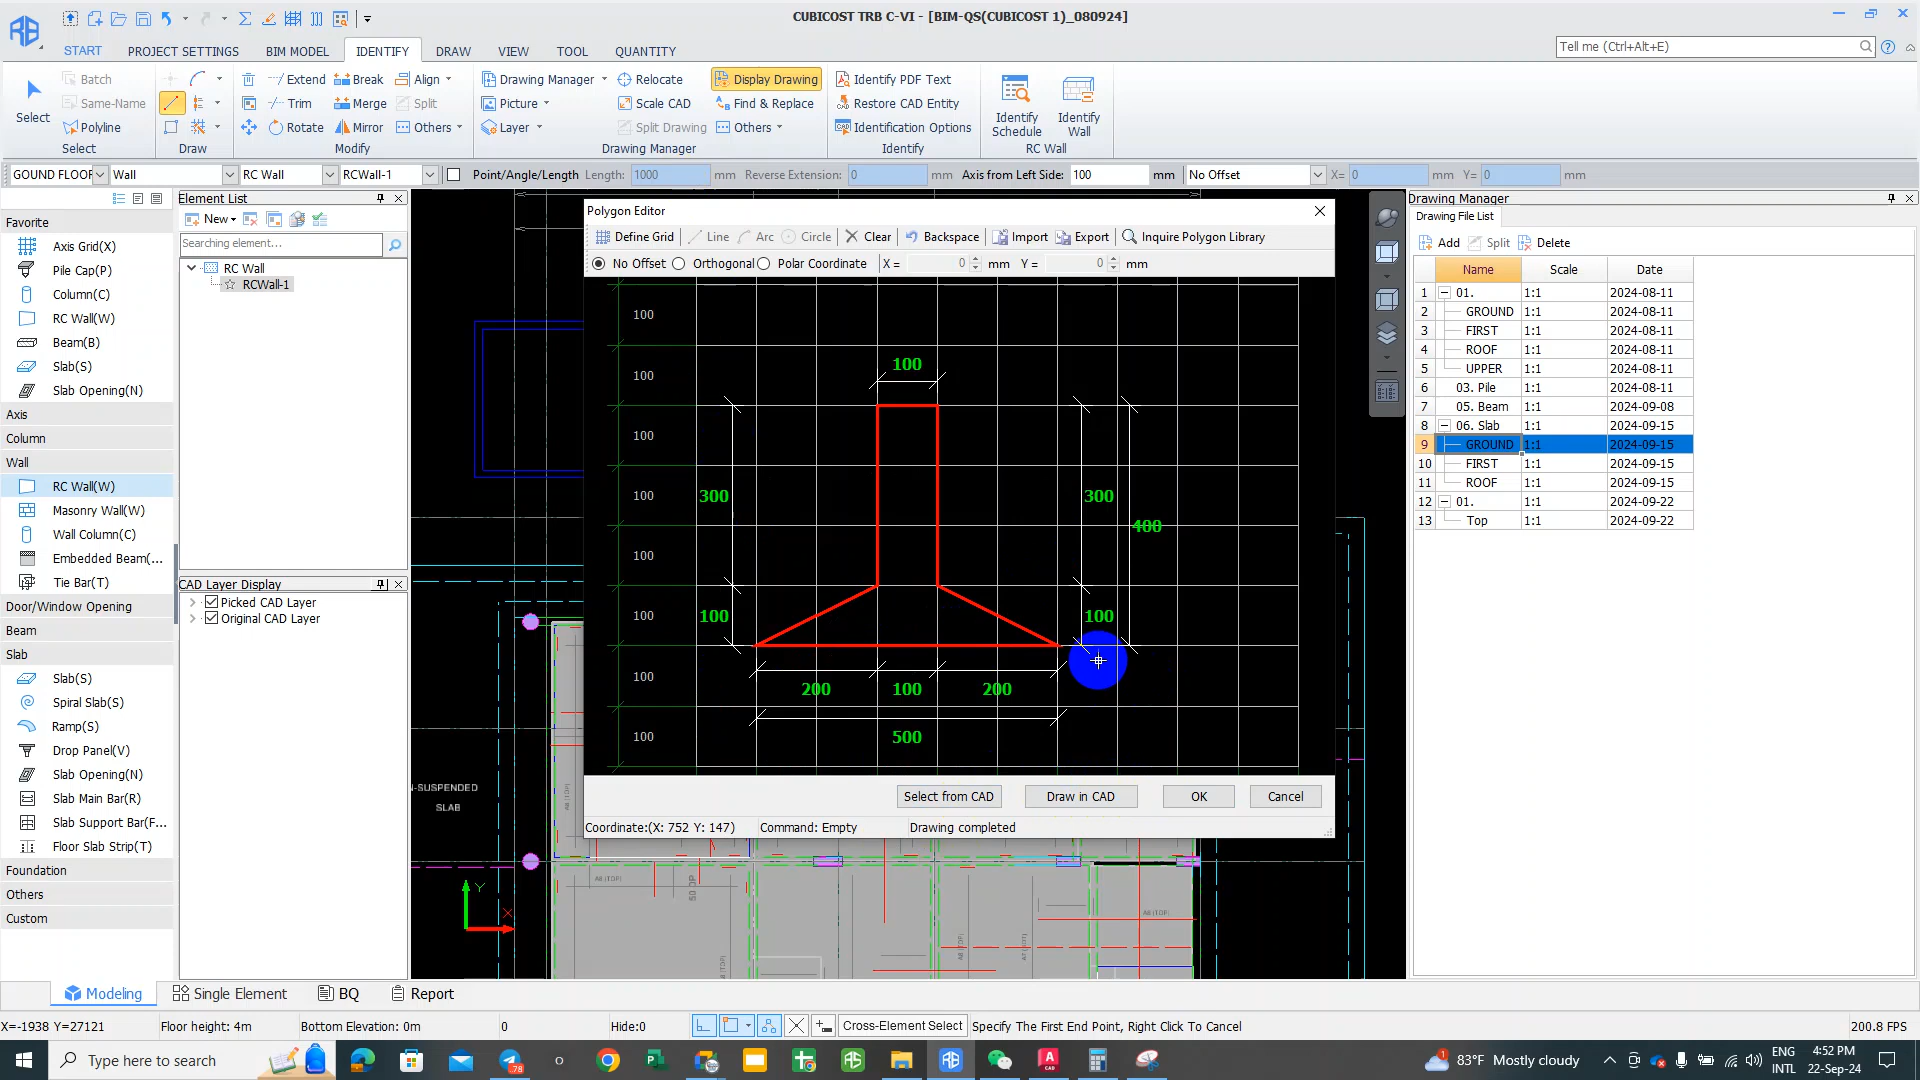 CUBICOST TRB C-VI - [BIM-QS(CUBICOST 1)_080924]
START PROJECT SETTINGS BIM MODEL IDENTIFY DRAW VIEW TOOL QUANTITY
Tell me (Ctrl+Alt+E)
Batch Extend Break Align Drawing Manager Relocate Display Drawing Identify PDF Text
Same-Name Trim Merge Split Picture Scale CAD Find & Replace Restore CAD Entity
Select Polyline Rotate Mirror Others Layer Split Drawing Others Identification Options Identify Schedule Identify Wall
Select Draw Modify Drawing Manager Identify RC Wall
GOUND FLOOR Wall RC Wall RCWall-1 Point/Angle/Length Length: 1000 mm Reverse Extension: 0 mm Axis from Left Side: 100 mm No Offset X= 0 mm Y= 0 mm
Favorite
Axis Grid(X)
Pile Cap(P)
Column(C)
RC Wall(W)
Beam(B)
Slab(S)
Slab Opening(N)
Axis
Column
Wall
RC Wall(W)
Masonry Wall(W)
Wall Column(C)
Embedded Beam(...
Tie Bar(T)
Door/Window Opening
Beam
Slab
Slab(S)
Spiral Slab(S)
Ramp(S)
Drop Panel(V)
Slab Opening(N)
Slab Main Bar(R)
Slab Support Bar(F...
Floor Slab Strip(T)
Foundation
Others
Custom
Element List
New
Searching element...
RC Wall
RCWall-1
CAD Layer Display
Picked CAD Layer
Original CAD Layer
Polygon Editor
Define Grid Line Arc Circle Clear Backspace Import Export Inquire Polygon Library
No Offset Orthogonal Polar Coordinate X = 0 mm Y = 0 mm
100
100
100
100
100
100
100
100
100
300
100
300
400
100
200 100 200
500
Select from CAD Draw in CAD OK Cancel
Coordinate:(X: 752 Y: 147) Command: Empty Drawing completed
N-SUSPENDED
SLAB
A8 (TOP)
A8 (TOP)
Y
X
Drawing Manager
Drawing File List
Add Split Delete
Name Scale Date
1 01. 1:1 2024-08-11
2 GROUND 1:1 2024-08-11
3 FIRST 1:1 2024-08-11
4 ROOF 1:1 2024-08-11
5 UPPER 1:1 2024-08-11
6 03. Pile 1:1 2024-08-11
7 05. Beam 1:1 2024-09-08
8 06. Slab 1:1 2024-09-15
9 GROUND 1:1 2024-09-15
10 FIRST 1:1 2024-09-15
11 ROOF 1:1 2024-09-15
12 01. 1:1 2024-09-22
13 Top 1:1 2024-09-22
Modeling Single Element BQ Report
X=-1938 Y=27121 Floor height: 4m Bottom Elevation: 0m 0 Hide:0 Cross-Element Select Specify The First End Point, Right Click To Cancel 200.8 FPS
Type here to search
78
83°F Mostly cloudy
ENG
INTL
4:52 PM
22-Sep-24